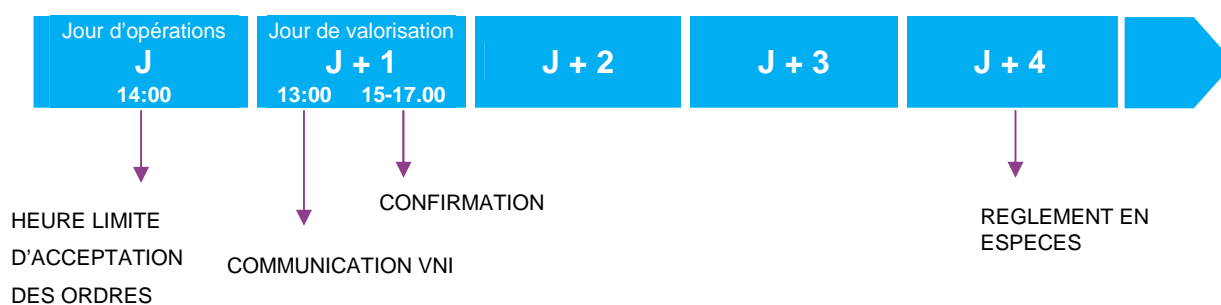 Jour d'opérations
J
14:00
Jour de valorisation
J + 1
13:00 15-17.00
J + 2
J + 3
J + 4
HEURE LIMITE
D'ACCEPTATION
DES ORDRES
COMMUNICATION VNI
CONFIRMATION
REGLEMENT EN
ESPECES